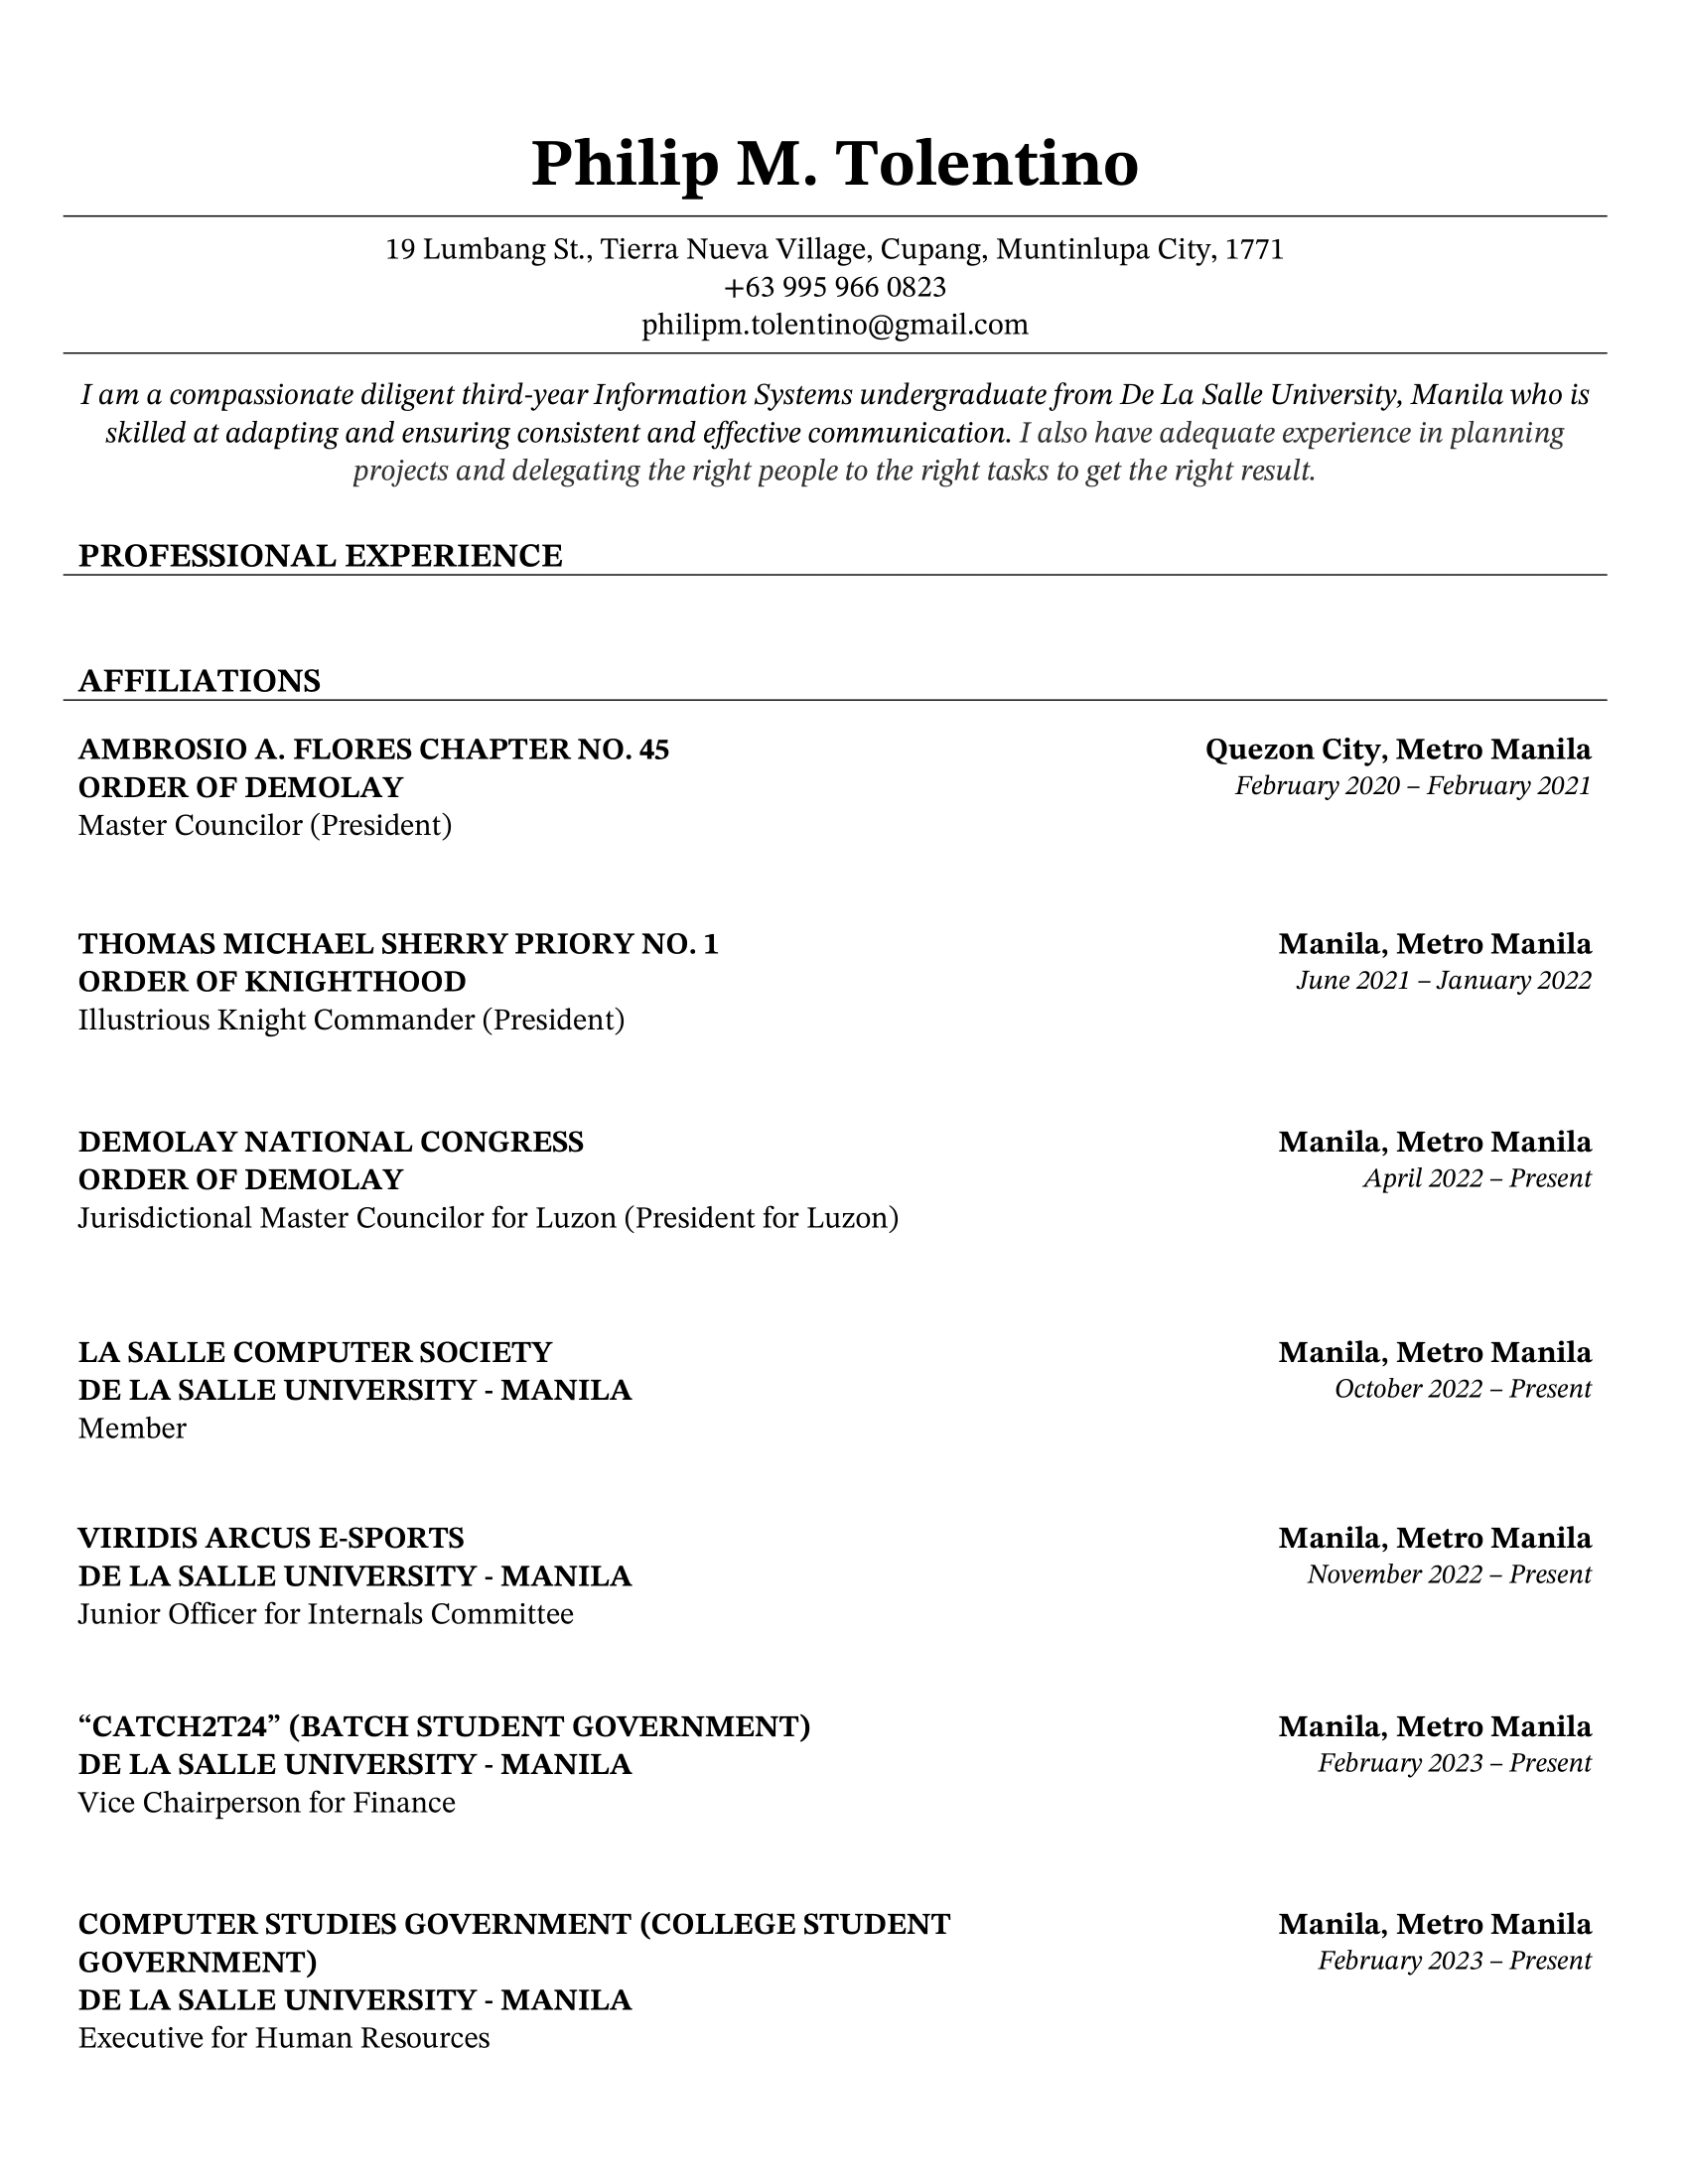 Philip M. Tolentino
19 Lumbang St., Tierra Nueva Village, Cupang, Muntinlupa City, 1771
+63 995 966 0823
philipm.tolentino@gmail.com
I am a compassionate diligent third-year Information Systems undergraduate from De La Salle University, Manila who is
skilled at adapting and ensuring consistent and effective communication. I also have adequate experience in planning
projects and delegating the right people to the right tasks to get the right result.
PROFESSIONAL EXPERIENCE
AFFILIATIONS
AMBROSIO A. FLORES CHAPTER NO. 45 Quezon City, Metro Manila
ORDER OF DEMOLAY February 2020 – February 2021
Master Councilor (President)
THOMAS MICHAEL SHERRY PRIORY NO. 1 Manila, Metro Manila
ORDER OF KNIGHTHOOD June 2021 – January 2022
Illustrious Knight Commander (President)
DEMOLAY NATIONAL CONGRESS Manila, Metro Manila
ORDER OF DEMOLAY April 2022 – Present
Jurisdictional Master Councilor for Luzon (President for Luzon)
LA SALLE COMPUTER SOCIETY Manila, Metro Manila
DE LA SALLE UNIVERSITY - MANILA October 2022 – Present
Member
VIRIDIS ARCUS E-SPORTS Manila, Metro Manila
DE LA SALLE UNIVERSITY - MANILA November 2022 – Present
Junior Officer for Internals Committee
“CATCH2T24” (BATCH STUDENT GOVERNMENT) Manila, Metro Manila
DE LA SALLE UNIVERSITY - MANILA February 2023 – Present
Vice Chairperson for Finance
COMPUTER STUDIES GOVERNMENT (COLLEGE STUDENT Manila, Metro Manila
GOVERNMENT) February 2023 – Present
DE LA SALLE UNIVERSITY - MANILA
Executive for Human Resources